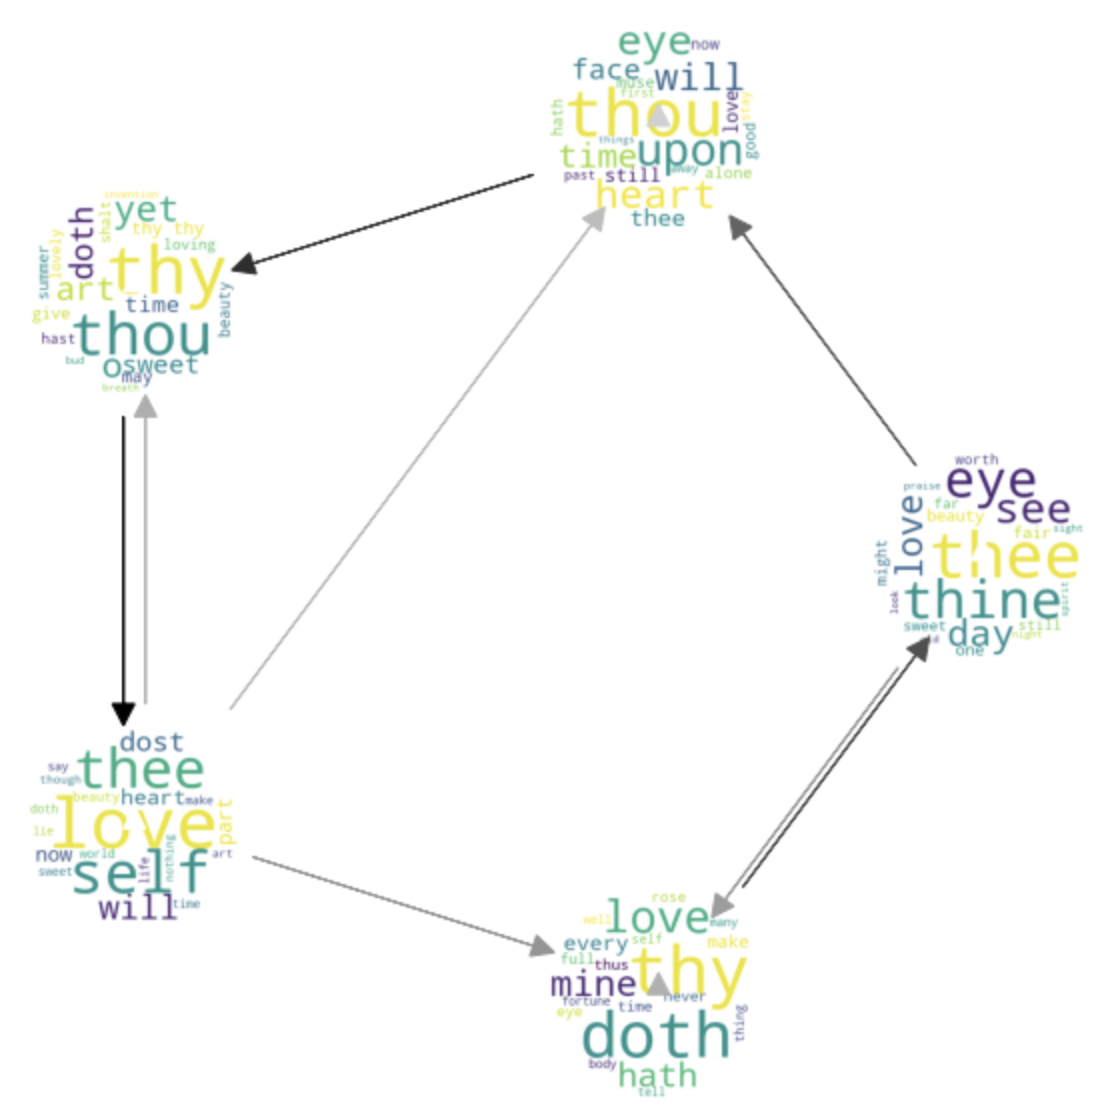 eye now
face will
muse
first
thou
hath
love
stay
good
things
time upon
away
past still alone
heart
thee
invention
yet
doth
shalt
thy thy
loving
lovely
summer
thy
art
time
beauty
give
thou
hast
bud
o sweet
may
breath
worth
eye
praise
see
far
love
beauty
sight
fair
thee
might
look
thine
spirit
sweet day still
night
one
dost
say thee
though
beauty heart make
doth
love
part
lie
now world
nothing
life
art
sweet
self
will time
rose
well love many
every self make
full
thus
thy
mine
fortune time never
eye
thing
doth
body
hath
tell